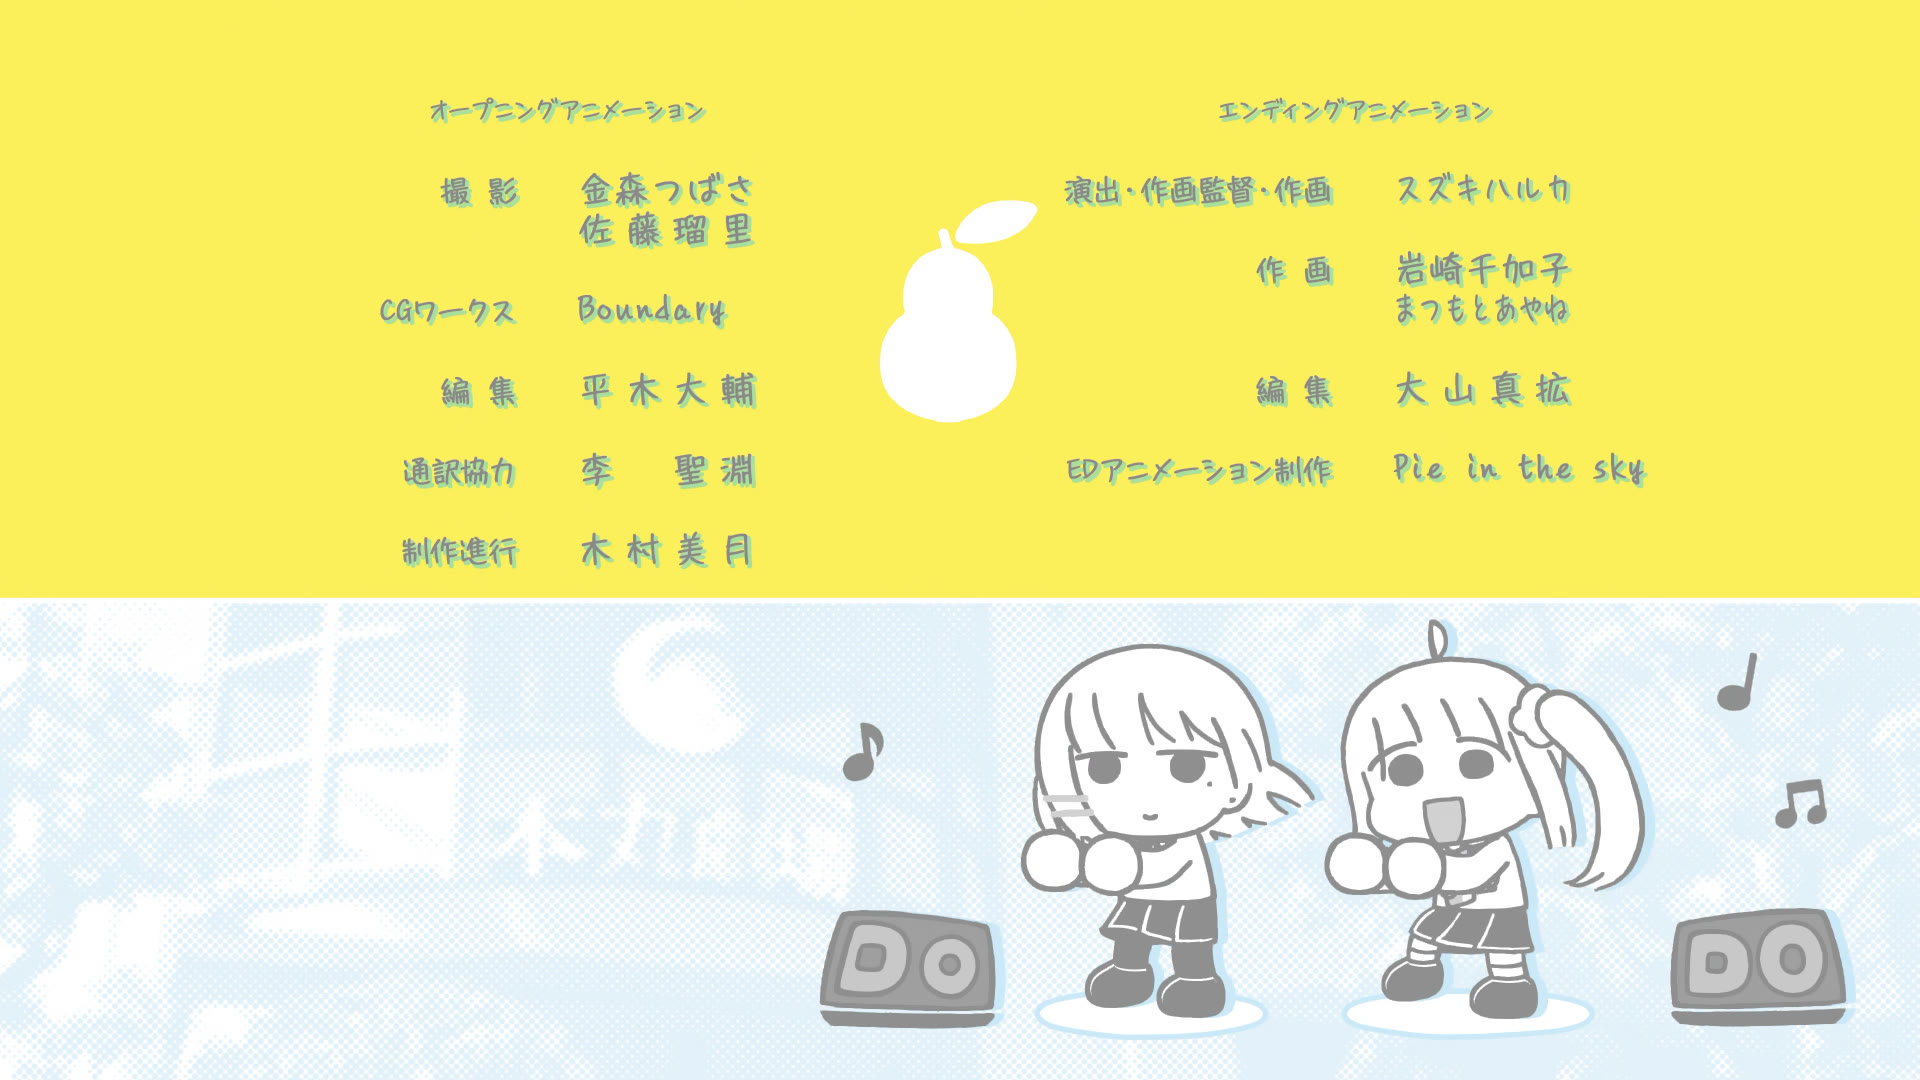 オープニングアニメーション
撮影 金森つばさ
佐藤瑠里
CGワークス Boundary
編集 平木大輔
通訳協力 李 聖淵
制作進行 木村美月
エンディングアニメーション
演出・作画監督・作画 スズキハルカ
作画 岩崎千加子
まつもとあやね
編集 大山真拡
EDアニメーション制作 Pie in the sky